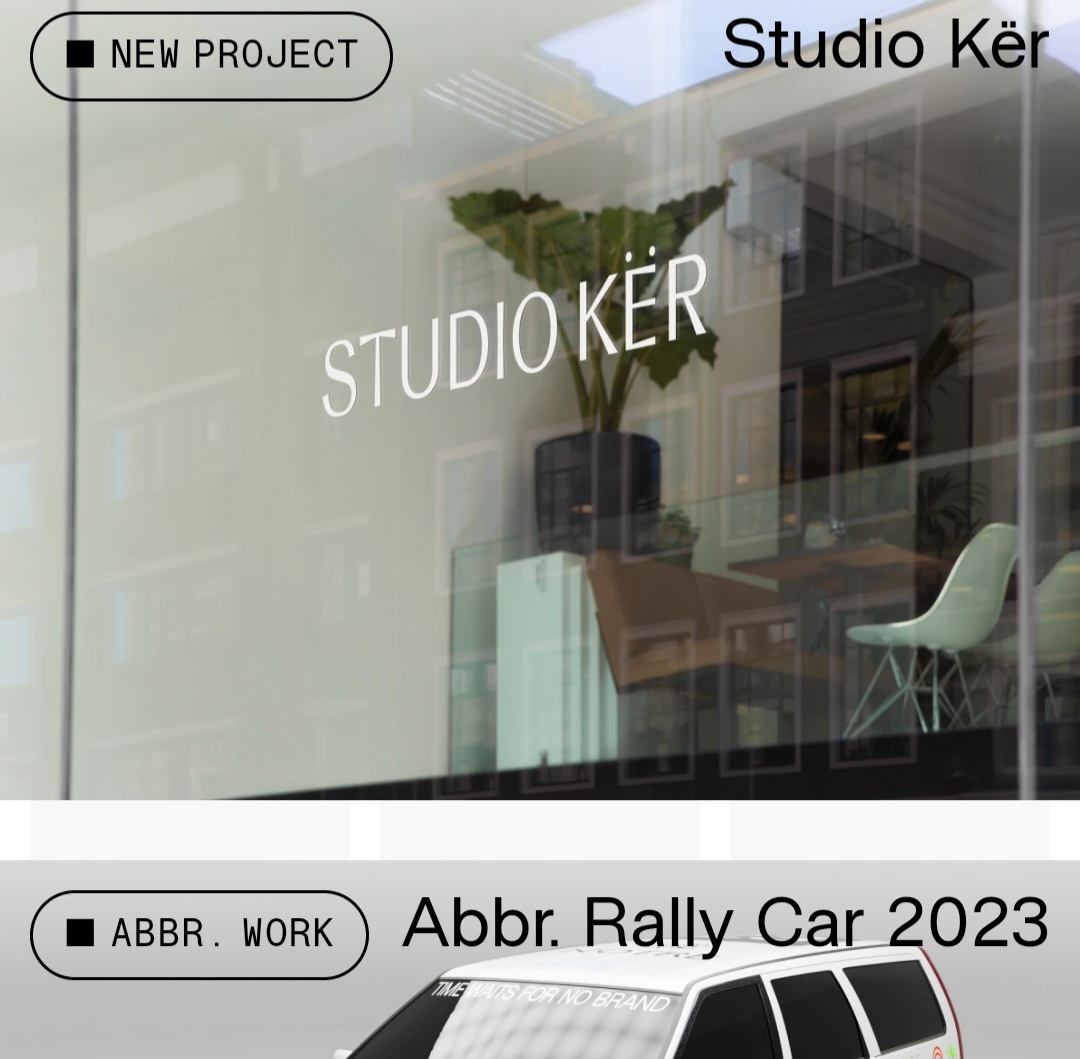 NEW PROJECT
Studio Kër
STUDIO KËR
ABBR. WORK
Abbr. Rally Car 2023
TIME WAITS FOR NO BRAND